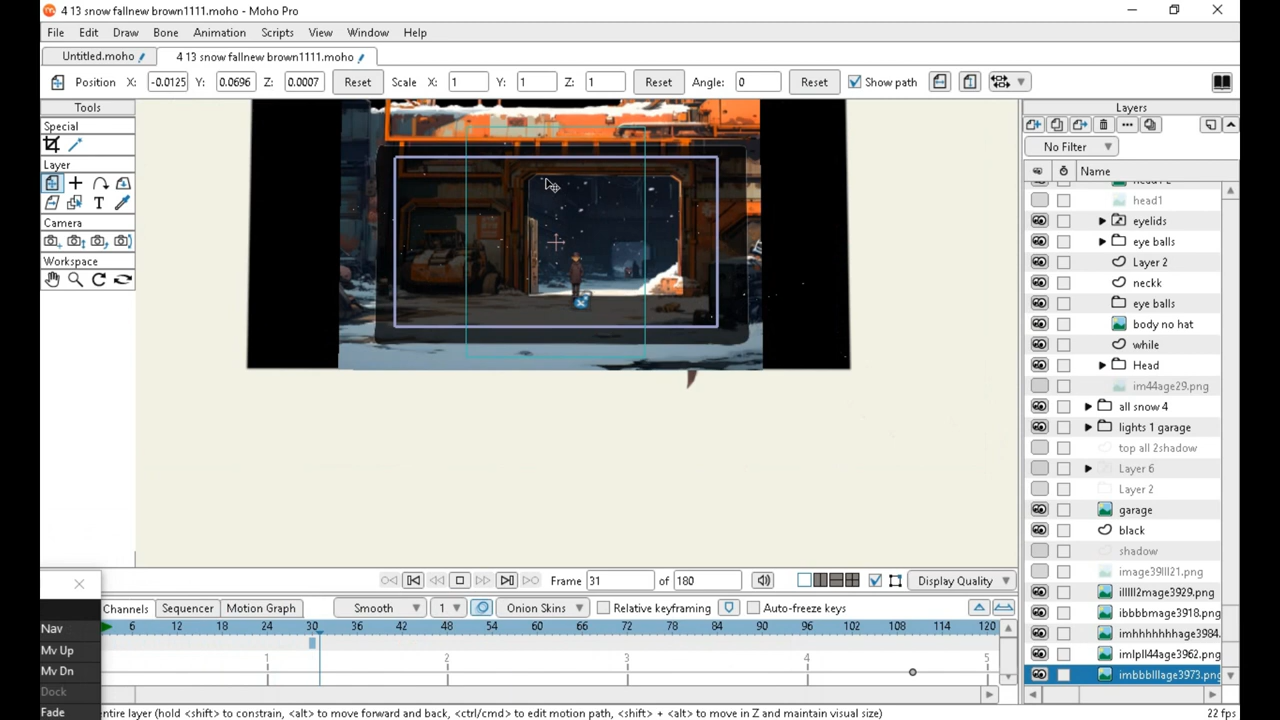 4 13 snow fallnew brown1111.moho - Moho Pro
File Edit Draw Bone Animation Scripts View Window Help
Untitled.moho
4 13 snow fallnew brown1111.moho
Position X: -0.0125 Y: 0.0696 Z: 0.0007 Reset Scale X: 1 Y: 1 Z: 1 Reset Angle: 0 Reset Show path
Tools
Special
Layer
Camera
Workspace
Layers
No Filter
Name
head1
eyelids
eye balls
Layer 2
neckk
eye balls
body no hat
while
Head
im44age29.png
all snow 4
lights 1 garage
top all 2shadow
Layer 6
Layer 2
garage
black
shadow
image39lll21.png
illlll2mage3929.png
ibbbbmage3918.png
imhhhhhhage3984.
imlpll44age3962.png
imbbblllage3973.png
Frame 31 of 180 Display Quality
Channels Sequencer Motion Graph Smooth 1 Onion Skins Relative keyframing Auto-freeze keys
6 12 18 24 30 36 42 48 54 60 66 72 78 84 90 96 102 108 114 120
1 2 3 4 5
Nav
Mv Up
Mv Dn
Dock
Fade
entire layer (hold <shift> to constrain, <alt> to move forward and back, <ctrl/cmd> to edit motion path, <shift> + <alt> to move in Z and maintain visual size)
22 fps